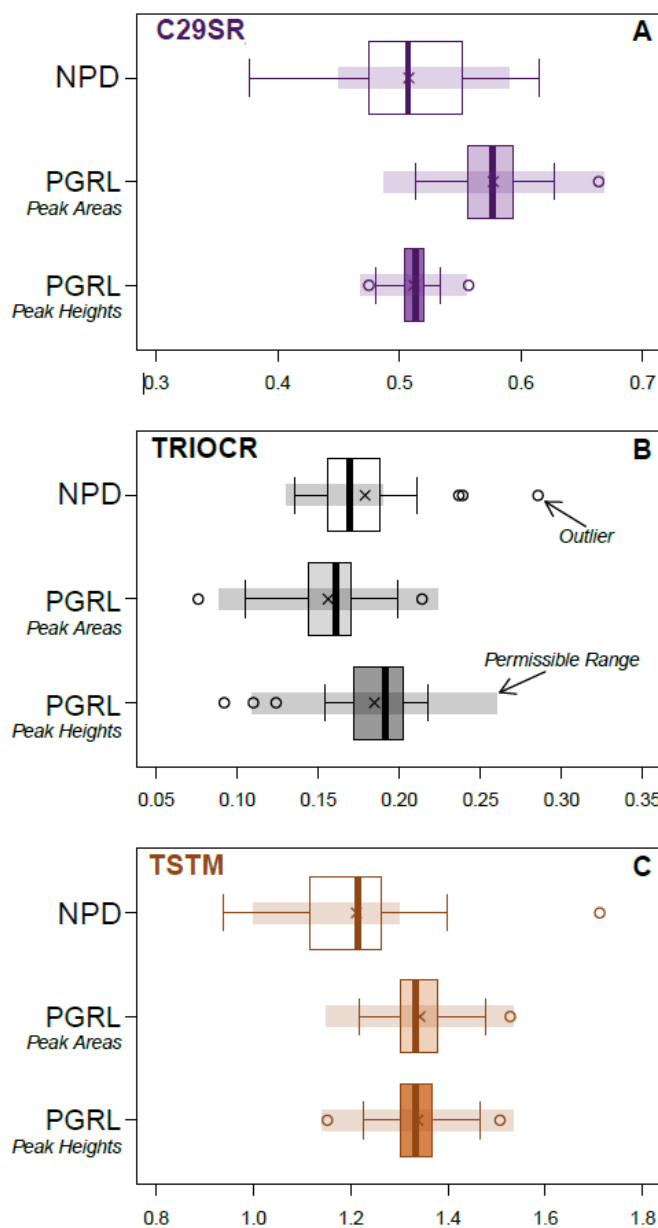 C29SR A
NPD
PGRL
Peak Areas
PGRL
Peak Heights
0.3 0.4 0.5 0.6 0.7
TRIOCR B
NPD
Outlier
PGRL
Peak Areas
Permissible Range
PGRL
Peak Heights
0.05 0.10 0.15 0.20 0.25 0.30 0.35
TSTM C
NPD
PGRL
Peak Areas
PGRL
Peak Heights
0.8 1.0 1.2 1.4 1.6 1.8